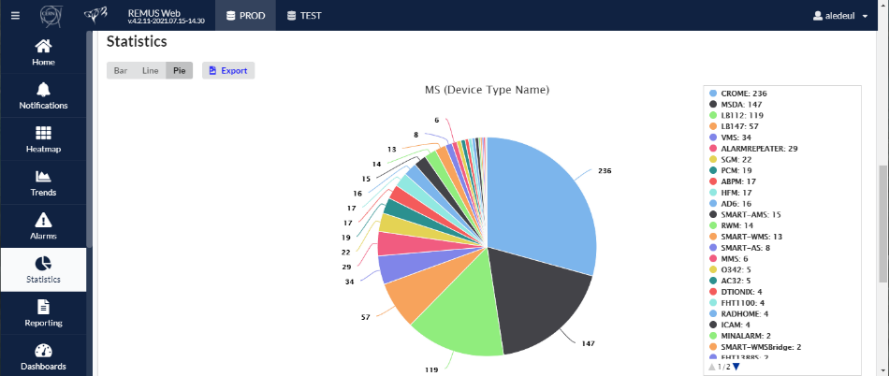 REMUS Web
v.4.2.11-2021.07.15-14.30
PROD
TEST
aledeul
Home
Notifications
Heatmap
Trends
Alarms
Statistics
Reporting
Dashboards
Statistics
Bar Line Pie Export
MS (Device Type Name)
6
8
13
14
15
16
17
17
19
22
29
34
57
119
147
236
CROME: 236
MSDA: 147
LB112: 119
LB147: 57
VMS: 34
ALARMREPEATER: 29
SGM: 22
PCM: 19
ABPM: 17
HFM: 17
AD6: 16
SMART-AMS: 15
RWM: 14
SMART-WMS: 13
SMART-AS: 8
MMS: 6
O342: 5
AC32: 5
DTIONIX: 4
FHT1100: 4
RADHOME: 4
ICAM: 4
MINALARM: 2
SMART-WMSBridge: 2
FHT1388S: 2
1/2